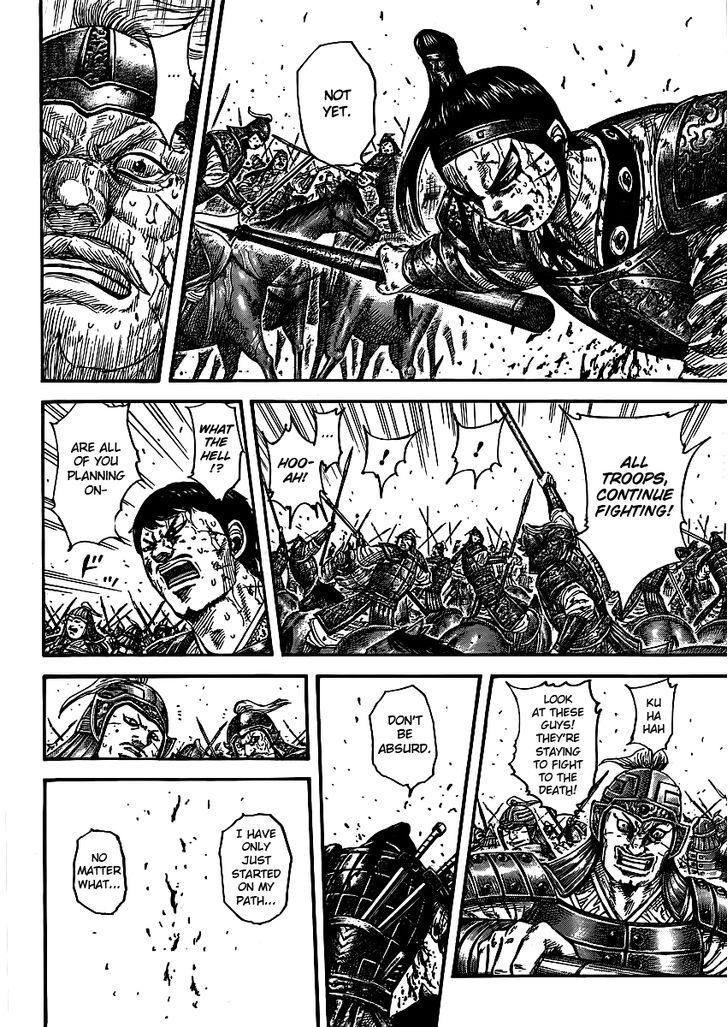 NOT
YET.
...
ALL
TROOPS,
CONTINUE
FIGHTING!
!
!
...
HOO-
AH!
WHAT
THE
HELL
!?
ARE ALL
OF YOU
PLANNING
ON-
ドド
KU
HA
HAH
LOOK
AT THESE
GUYS!
THEY'RE
STAYING
TO FIGHT
TO THE
DEATH!
DON'T
BE
ABSURD.
I HAVE
ONLY
JUST
STARTED
ON MY
PATH...
NO
MATTER
WHAT...